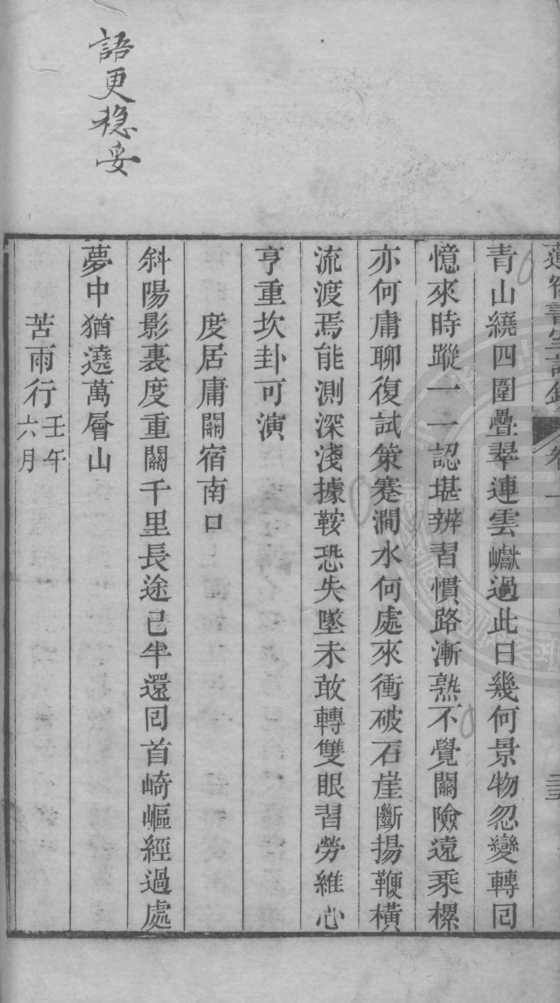 語更穩妥
青山繞四圍疊翠連雲巘過此日幾何景物忽變轉囘
憶來時蹤一一認堪辨習慣路漸熟不覺關險遠乘樏
亦何庸聊復試策蹇澗水何處來衝破石崖斷揚鞭橫
流渡焉能測深淺據鞍恐失墜未敢轉雙眼習勞維心
亨重坎卦可演
度居庸關宿南口
斜陽影裏度重關千里長途已半還囘首崎嶇經過處
夢中猶遶萬層山
苦雨行壬午六月